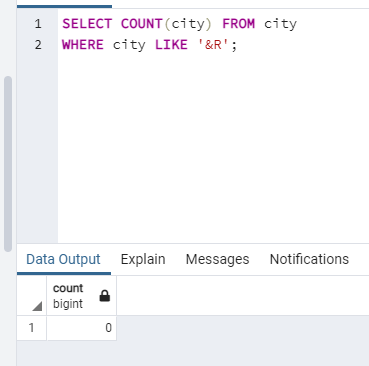 1 SELECT COUNT(city) FROM city
2 WHERE city LIKE '&R';
Data Output Explain Messages Notifications
count
bigint
1 0